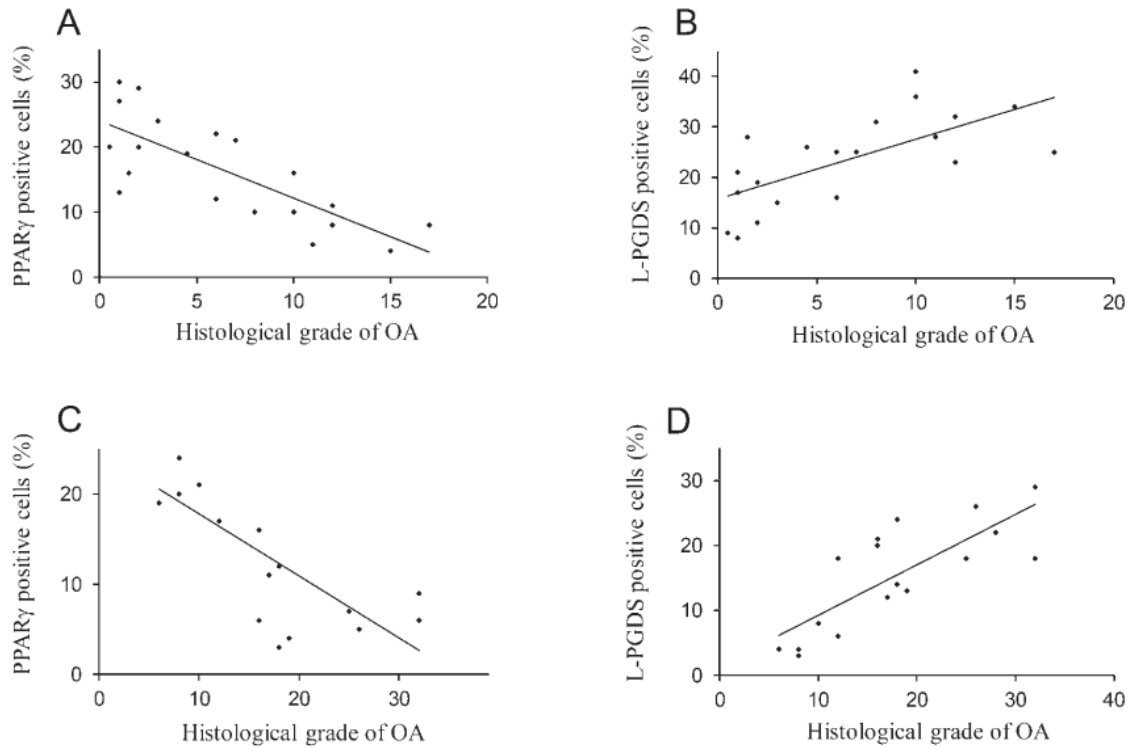 A
PPARγ positive cells (%)
30
20
10
0
0 5 10 15 20
Histological grade of OA
B
L-PGDS positive cells (%)
40
30
20
10
0
0 5 10 15 20
Histological grade of OA
C
PPARγ positive cells (%)
20
10
0
0 10 20 30
Histological grade of OA
D
L-PGDS positive cells (%)
30
20
10
0
0 10 20 30 40
Histological grade of OA